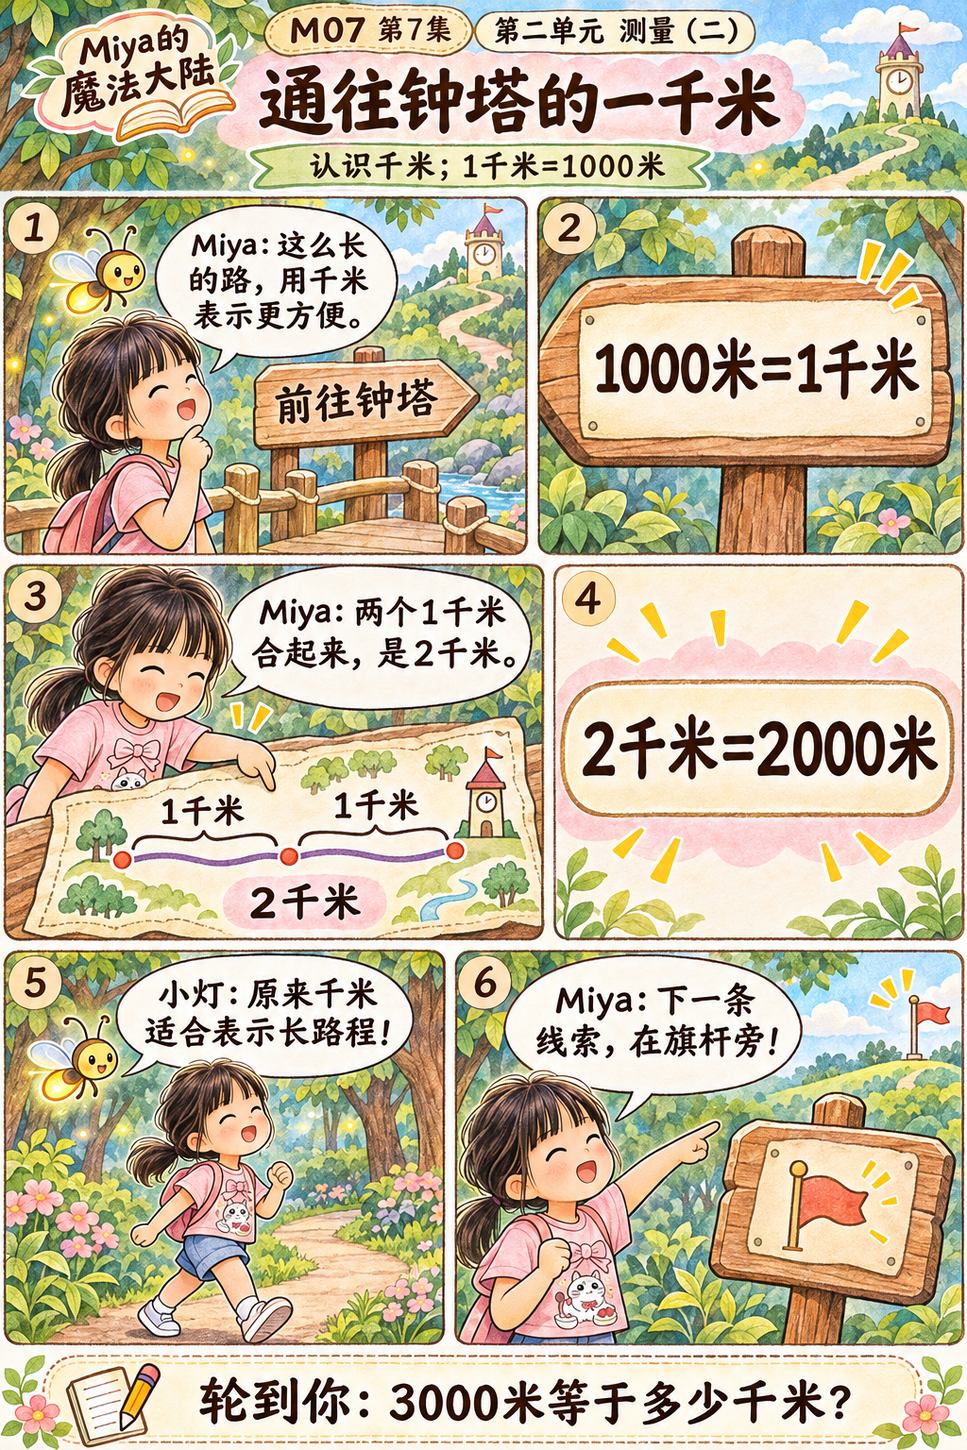 Miya的
魔法大陆
M07 第7集
第二单元 测量（二）
通往钟塔的一千米
认识千米；1千米=1000米
1
Miya: 这么长
的路，用千米
表示更方便。
前往钟塔
2
1000米=1千米
3
Miya: 两个1千米
合起来，是2千米。
1千米
1千米
2千米
4
2千米=2000米
5
小灯：原来千米
适合表示长路程！
6
Miya: 下一条
线索，在旗杆旁！
轮到你：3000米等于多少千米？